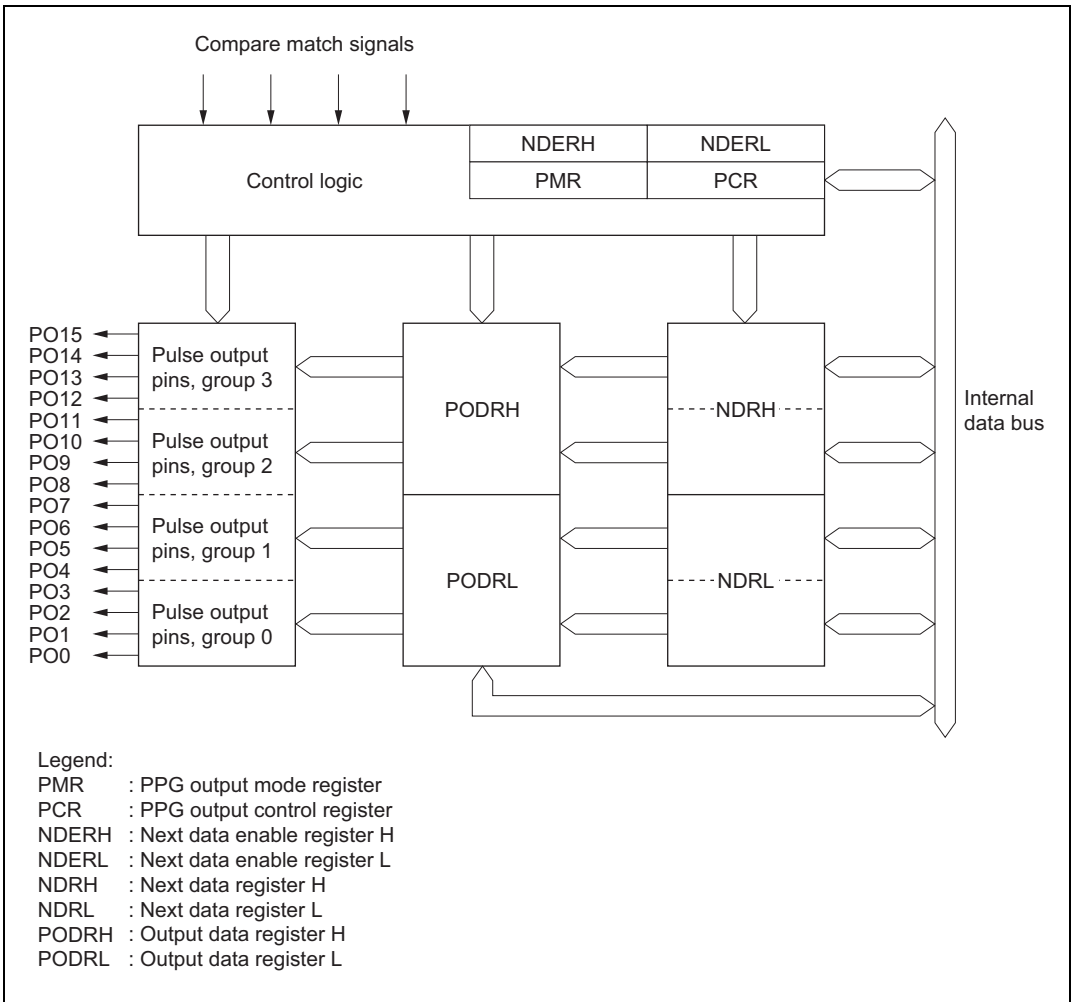 Compare match signals
Control logic
NDERH
NDERL
PMR
PCR
PO15
PO14
PO13
PO12
PO11
PO10
PO9
PO8
PO7
PO6
PO5
PO4
PO3
PO2
PO1
PO0
Pulse output
pins, group 3
Pulse output
pins, group 2
Pulse output
pins, group 1
Pulse output
pins, group 0
PODRH
PODRL
NDRH
NDRL
Internal
data bus
Legend:
PMR : PPG output mode register
PCR : PPG output control register
NDERH : Next data enable register H
NDERL : Next data enable register L
NDRH : Next data register H
NDRL : Next data register L
PODRH : Output data register H
PODRL : Output data register L